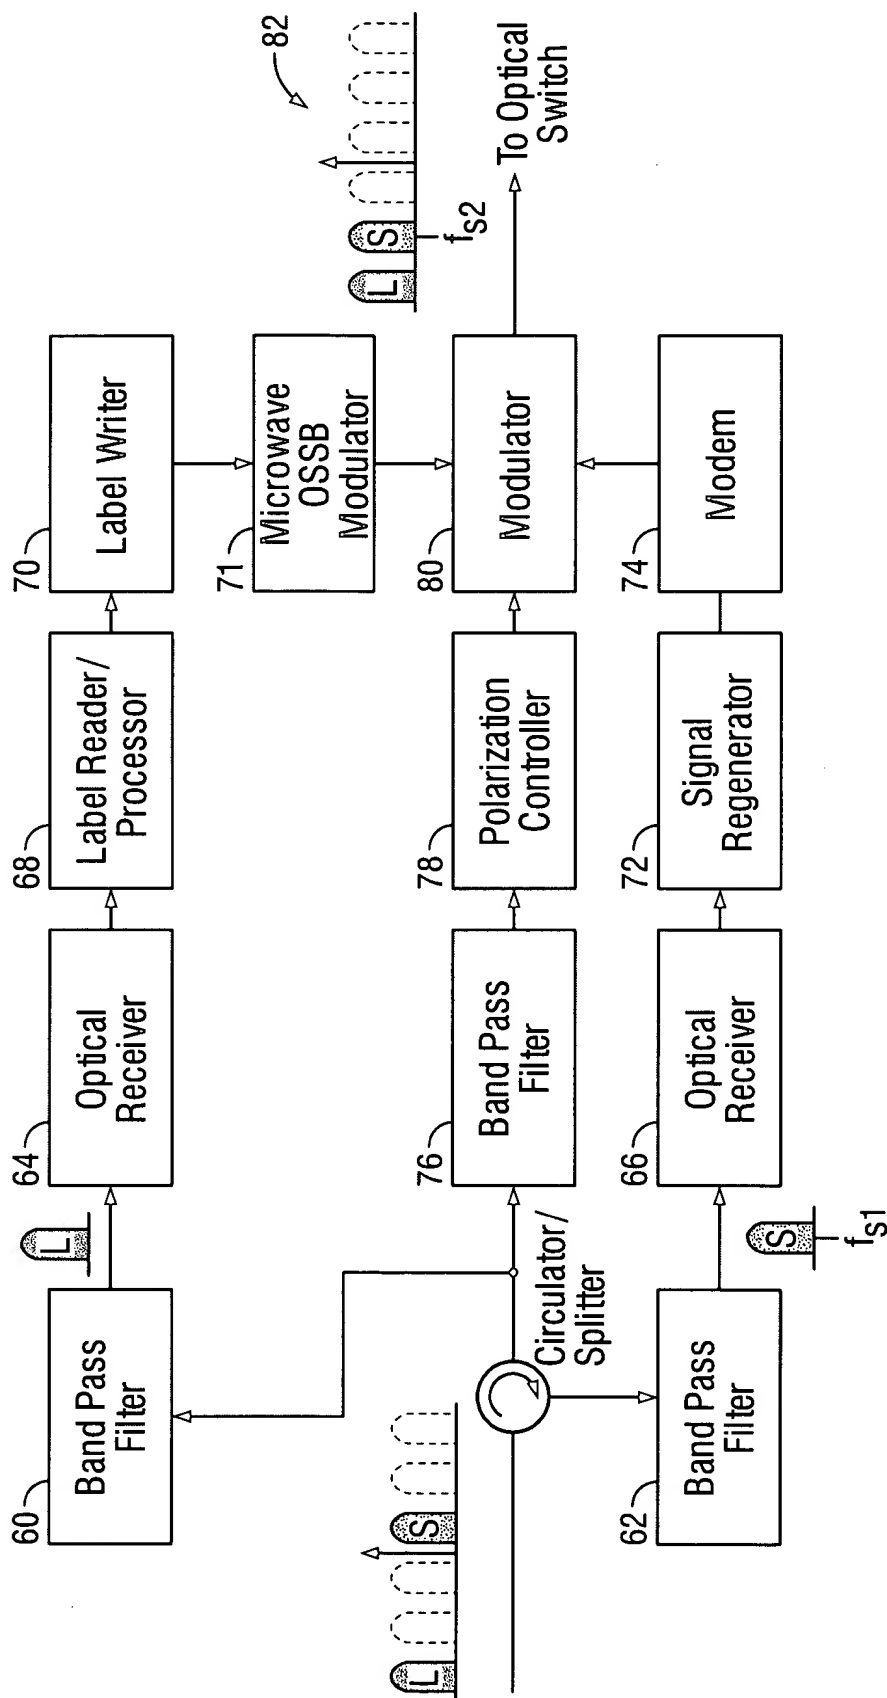 60
Band Pass
Filter
L
64
Optical
Receiver
68
Label Reader/
Processor
70
Label Writer
71
Microwave
OSSB
Modulator
L
S
fS2
82
L
S
Circulator/
Splitter
76
Band Pass
Filter
78
Polarization
Controller
80
Modulator
To Optical
Switch
62
Band Pass
Filter
S
fS1
66
Optical
Receiver
72
Signal
Regenerator
74
Modem